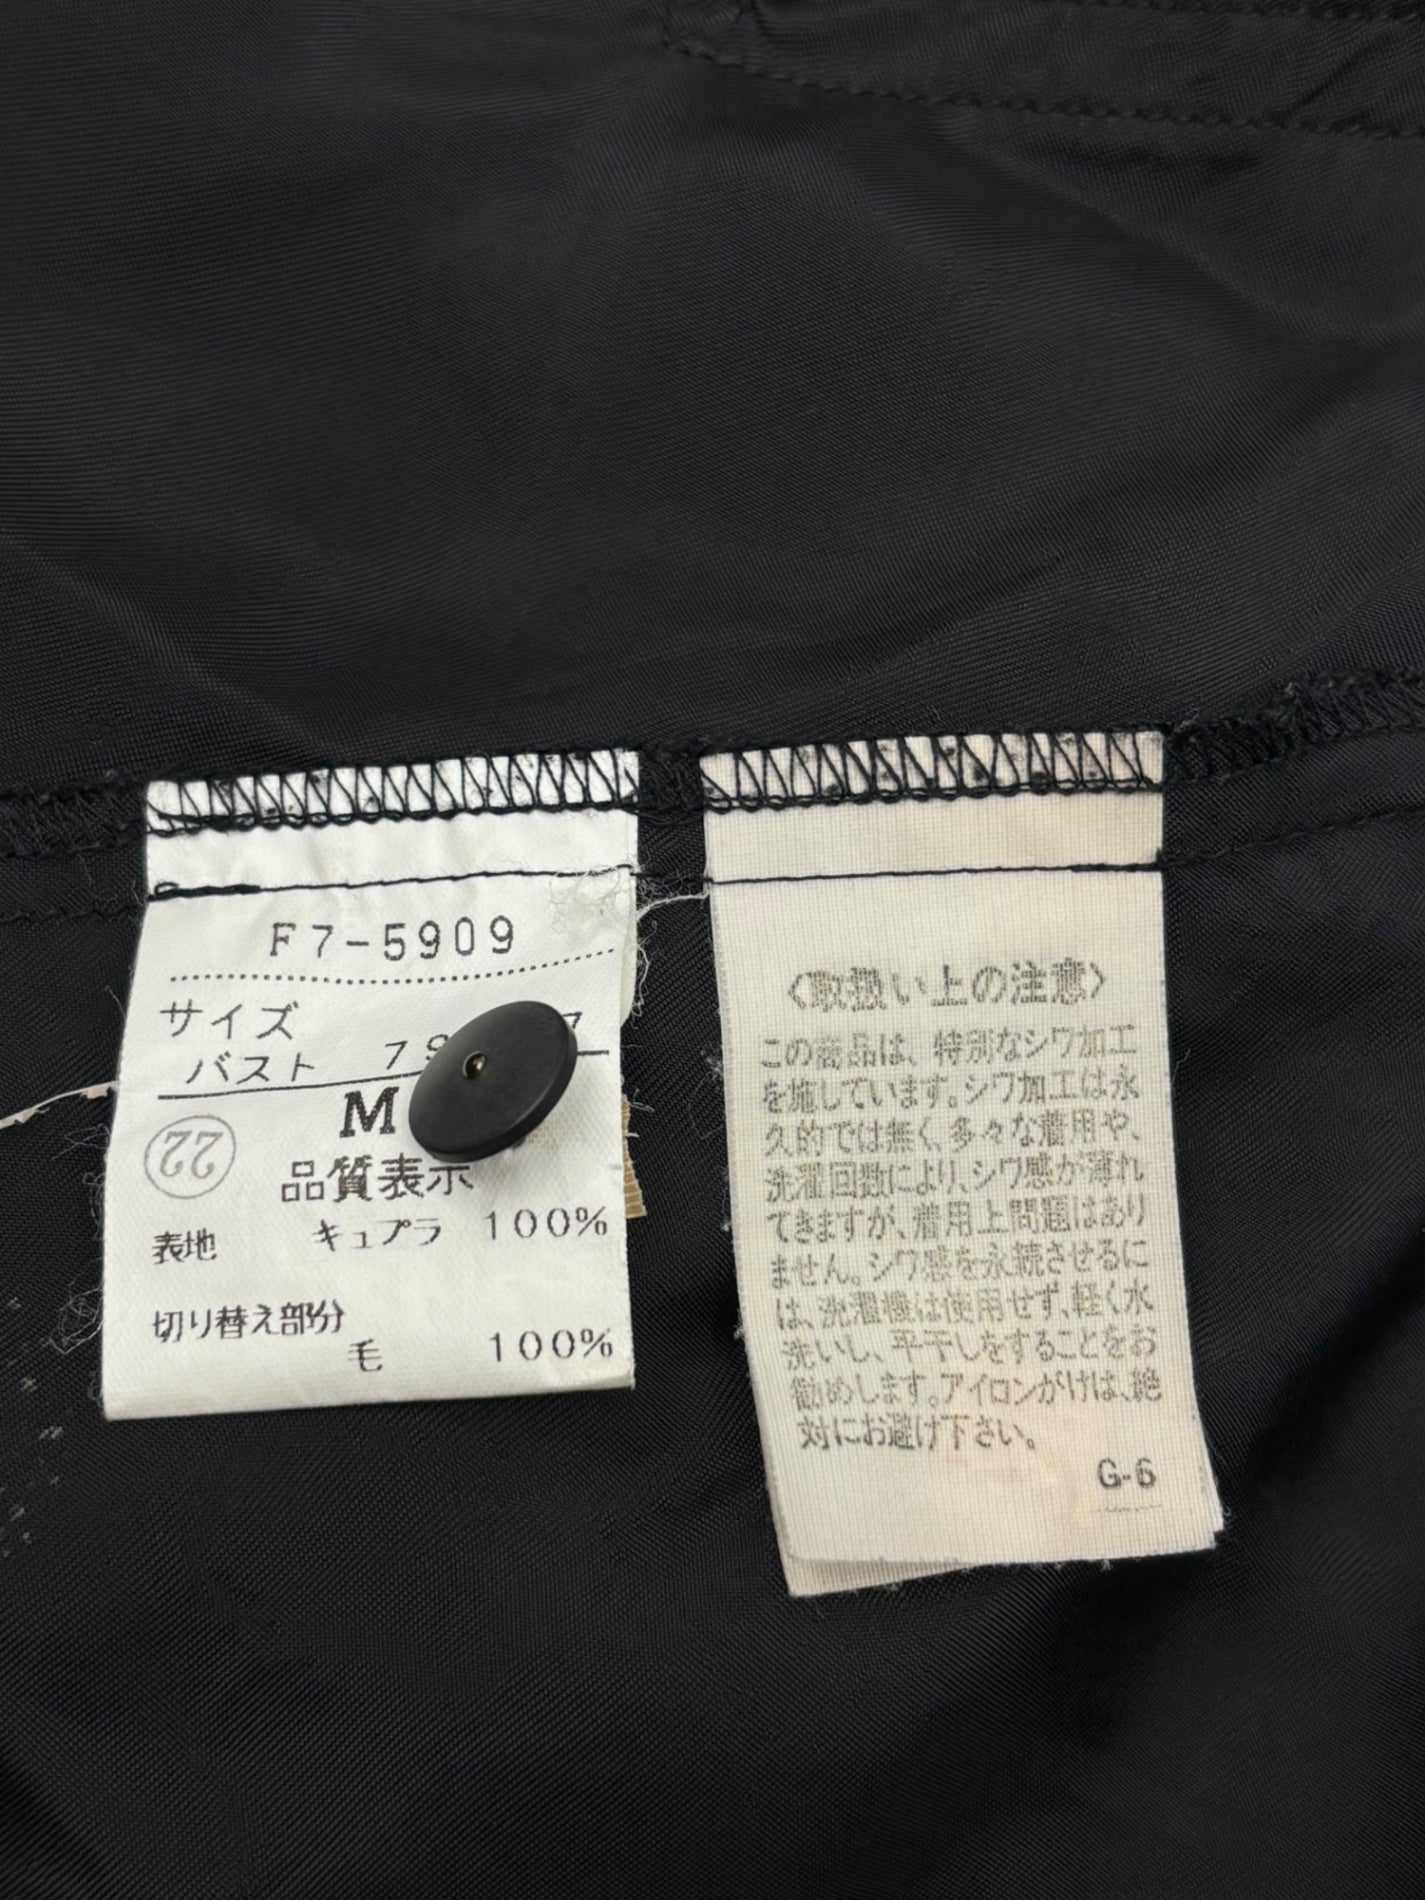 F7-5909
サイズ
バスト 79 7
M
22
品質表示
表地 キュプラ 100%
切り替え部分
毛 100%
〈取扱い上の注意〉
この商品は、特別なシワ加工
を施しています。シワ加工は永
久的では無く、多々な着用や、
洗濯回数により、シワ感が薄れ
てきますが、着用上問題はあり
ません。シワ感を永続させるに
は、洗濯機は使用せず、軽く水
洗いし、平干しをすることをお
勧めします。アイロンがけは、絶
対にお避け下さい。
G-6